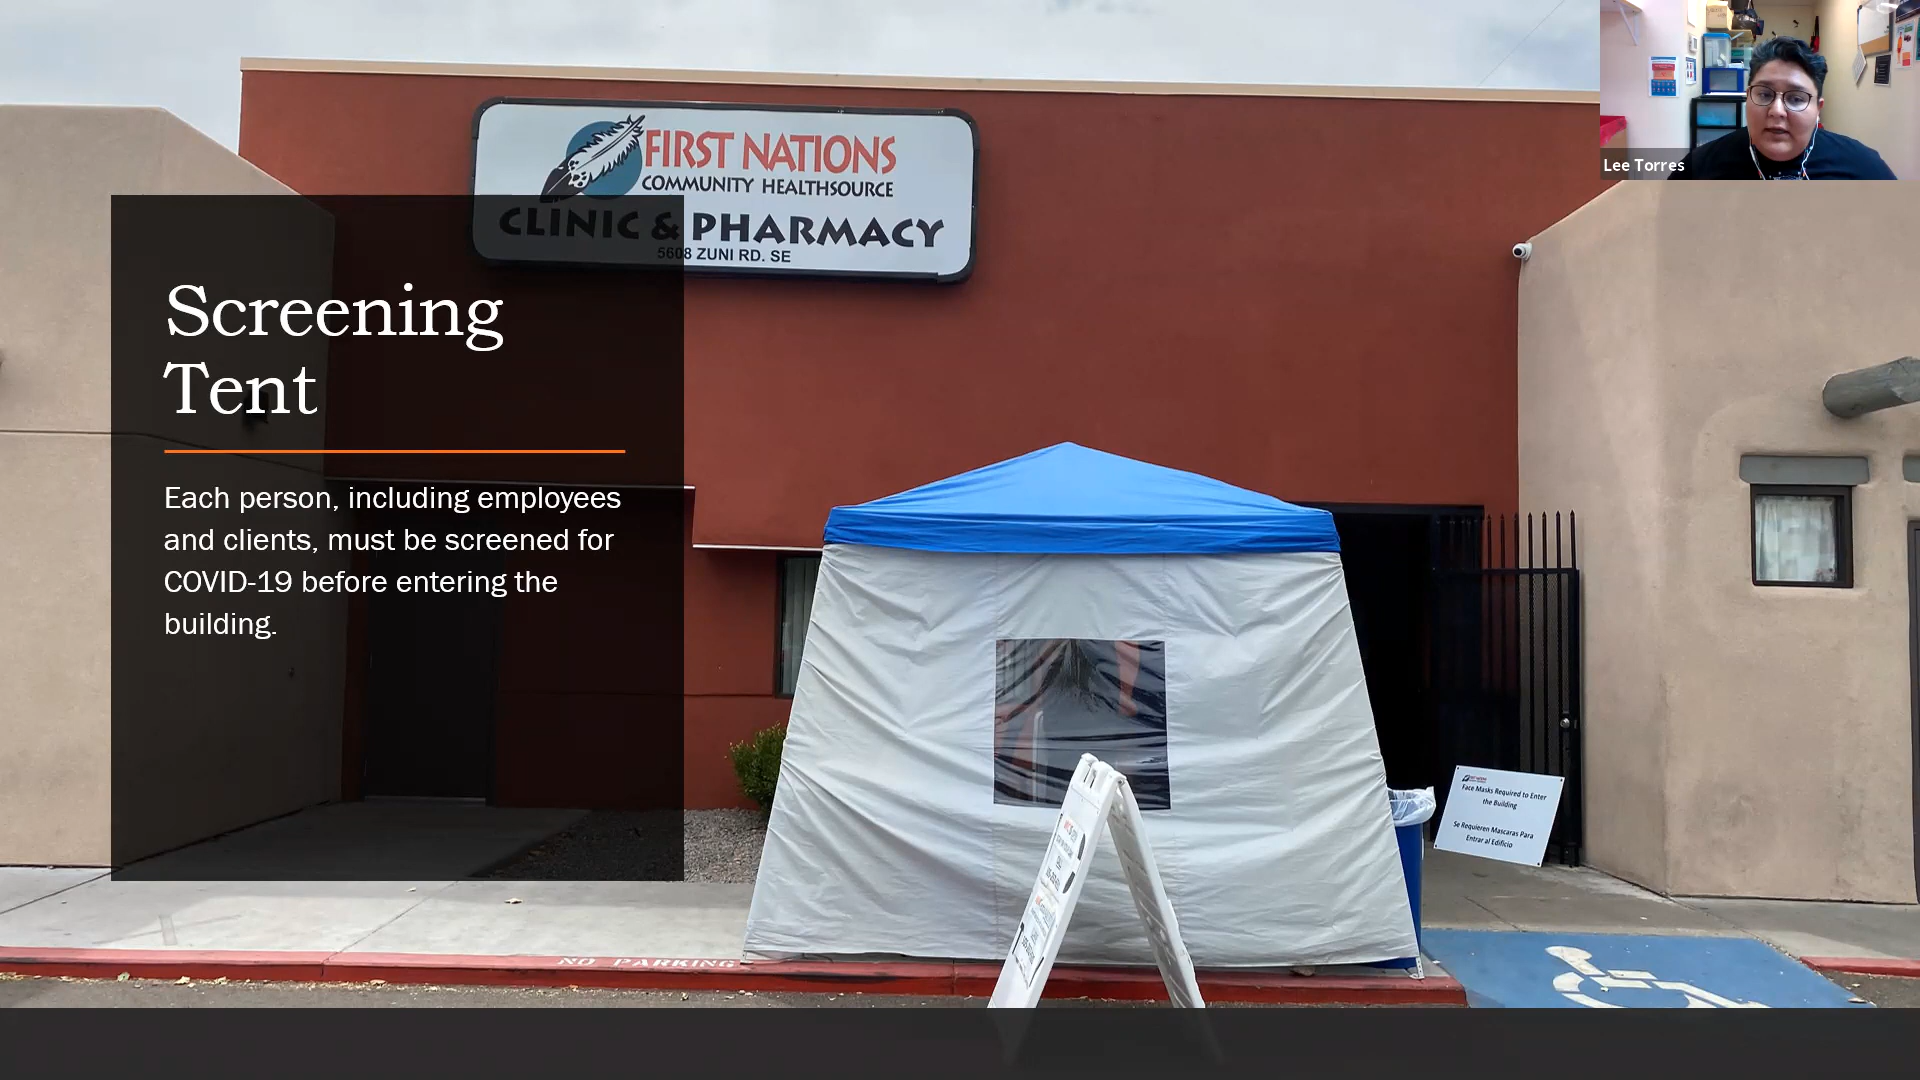 FIRST NATIONS
COMMUNITY HEALTHSOURCE
CLINIC & PHARMACY
5608 ZUNI RD. SE
Lee Torres
Screening
Tent
Each person, including employees
and clients, must be screened for
COVID-19 before entering the
building.
Face Masks Required to Enter
the Building
Se Requieren Mascaras Para
Entrar al Edificio
NO PARKING